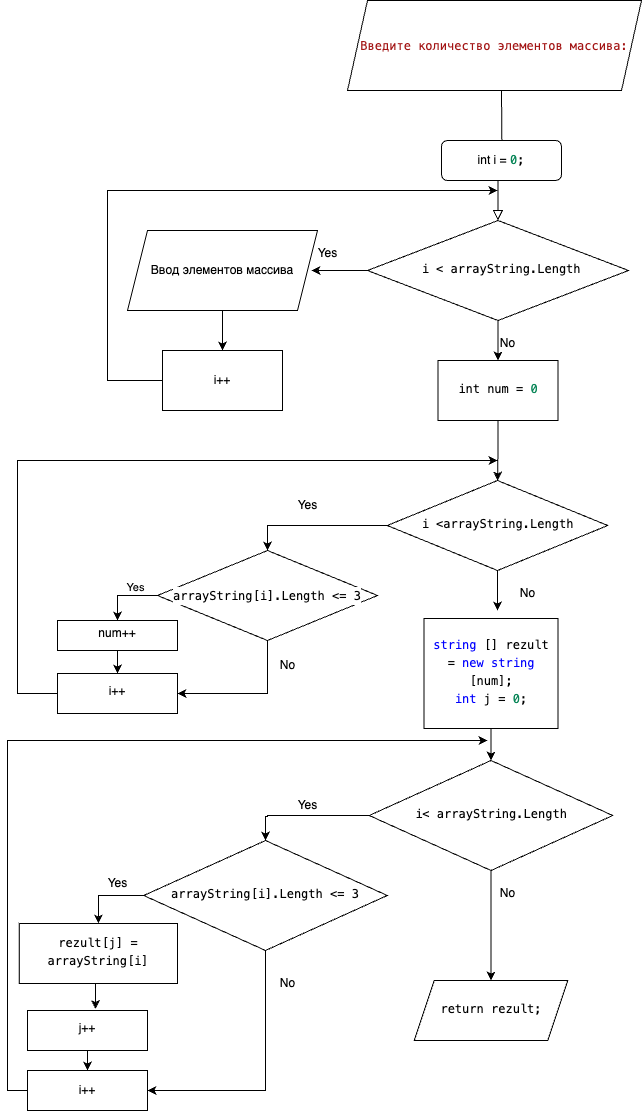 Введите количество элементов массива:
int i = 0;
i < arrayString.Length
Yes
Ввод элементов массива
No
i++
int num = 0
i <arrayString.Length
Yes
No
arrayString[i].Length <= 3
Yes
num++
No
i++
string [] rezult
= new string
[num];
int j = 0;
i< arrayString.Length
Yes
No
arrayString[i].Length <= 3
Yes
rezult[j] =
arrayString[i]
No
return rezult;
j++
i++